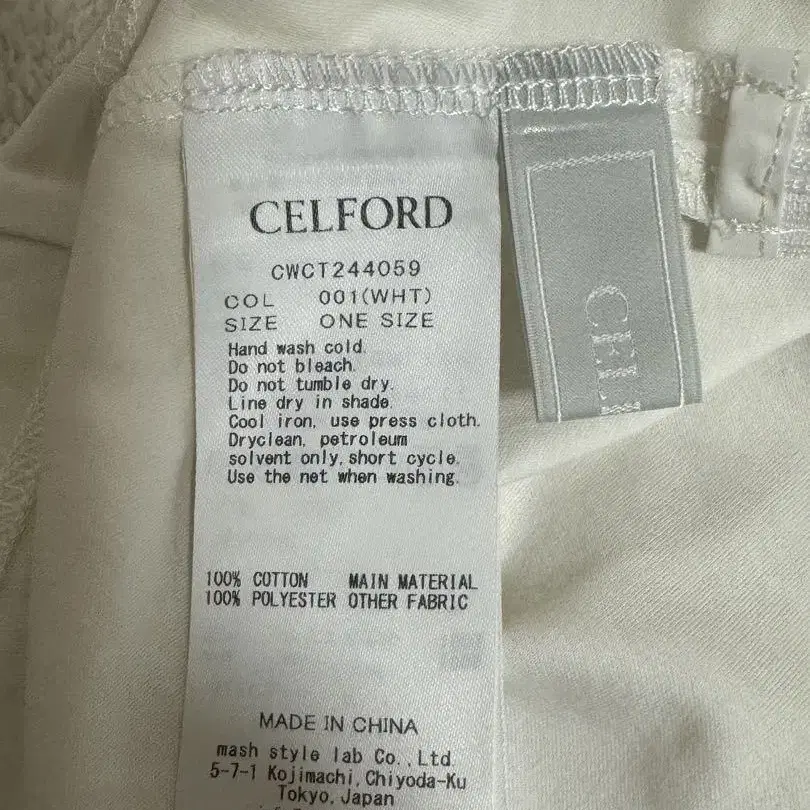 CELFORD
CWCT244059
COL 001(WHT)
SIZE ONE SIZE
Hand wash cold.
Do not bleach.
Do not tumble dry.
Line dry in shade.
Cool iron, use press cloth.
Dryclean, petroleum
solvent only,short cycle.
Use the net when washing.
100% COTTON MAIN MATERIAL
100% POLYESTER OTHER FABRIC
MADE IN CHINA
mash style lab Co.,Ltd
5-7-1 Kojimachi,Chiyoda-Ku
Tokyo,Japan